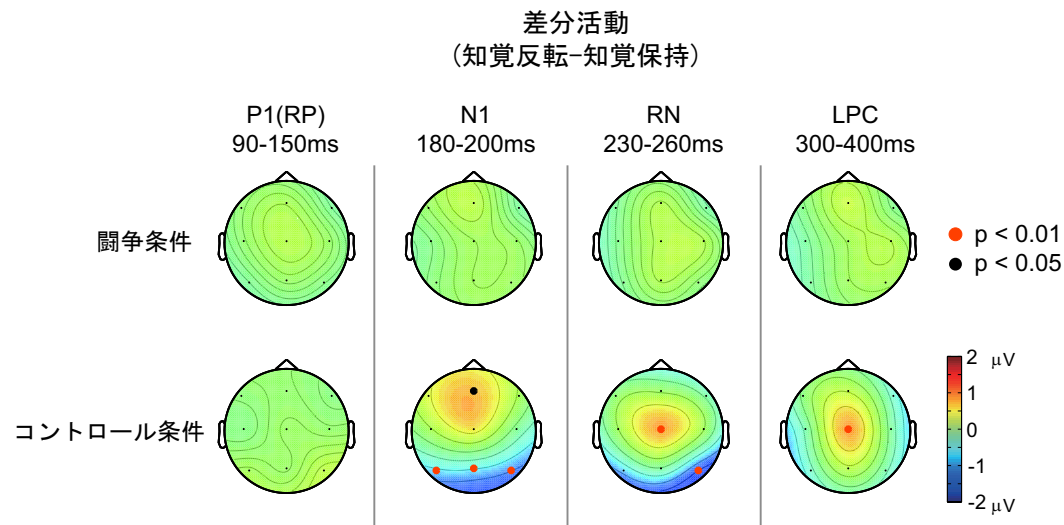 差分活動
（知覚反転−知覚保持）
P1(RP)
90-150ms
N1
180-200ms
RN
230-260ms
LPC
300-400ms
闘争条件
p < 0.01
p < 0.05
コントロール条件
2 μV
1
0
-1
-2 μV